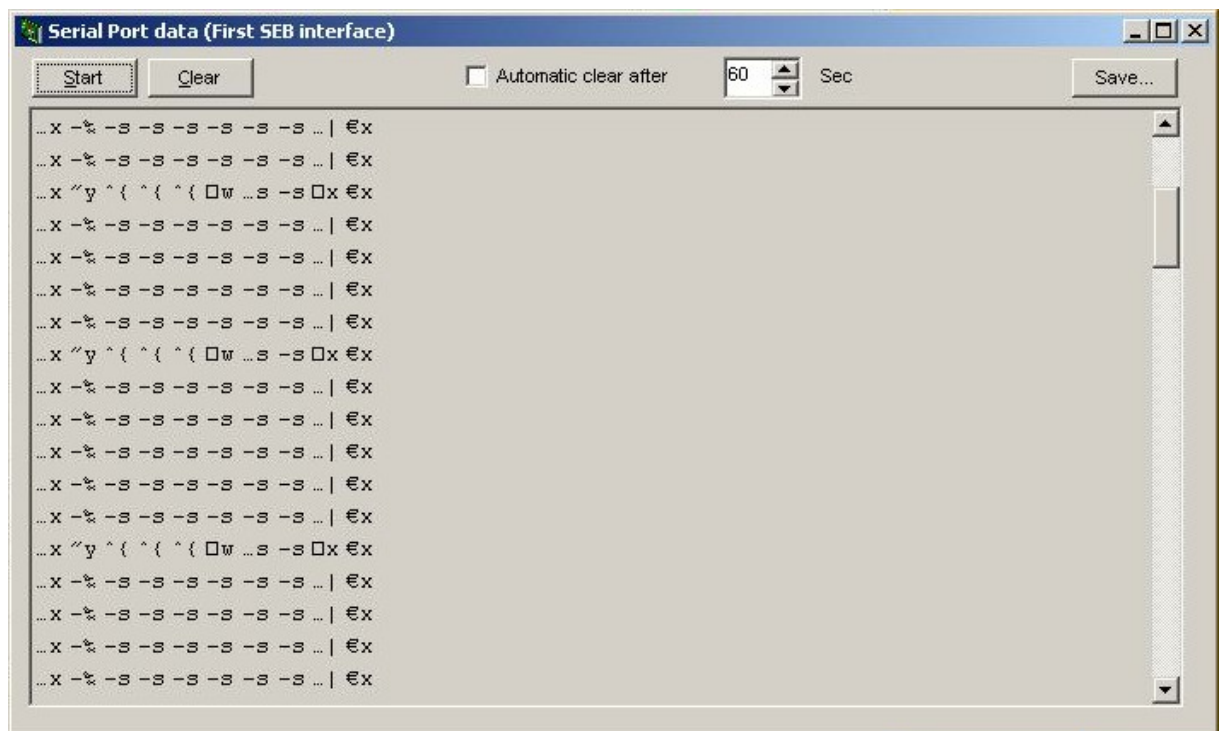 Serial Port data (First SEB interface)
Start Clear Automatic clear after 60 Sec Save...
…x –‰ –s –s –s –s –s –s …| €x
…x –‰ –s –s –s –s –s –s …| €x
…x ˝y ˆ{ ˆ{ ˆ{ □w …s –s □x €x
…x –‰ –s –s –s –s –s –s …| €x
…x –‰ –s –s –s –s –s –s …| €x
…x –‰ –s –s –s –s –s –s …| €x
…x –‰ –s –s –s –s –s –s …| €x
…x ˝y ˆ{ ˆ{ ˆ{ □w …s –s □x €x
…x –‰ –s –s –s –s –s –s …| €x
…x –‰ –s –s –s –s –s –s …| €x
…x –‰ –s –s –s –s –s –s …| €x
…x –‰ –s –s –s –s –s –s …| €x
…x –‰ –s –s –s –s –s –s …| €x
…x ˝y ˆ{ ˆ{ ˆ{ □w …s –s □x €x
…x –‰ –s –s –s –s –s –s …| €x
…x –‰ –s –s –s –s –s –s …| €x
…x –‰ –s –s –s –s –s –s …| €x
…x –‰ –s –s –s –s –s –s …| €x